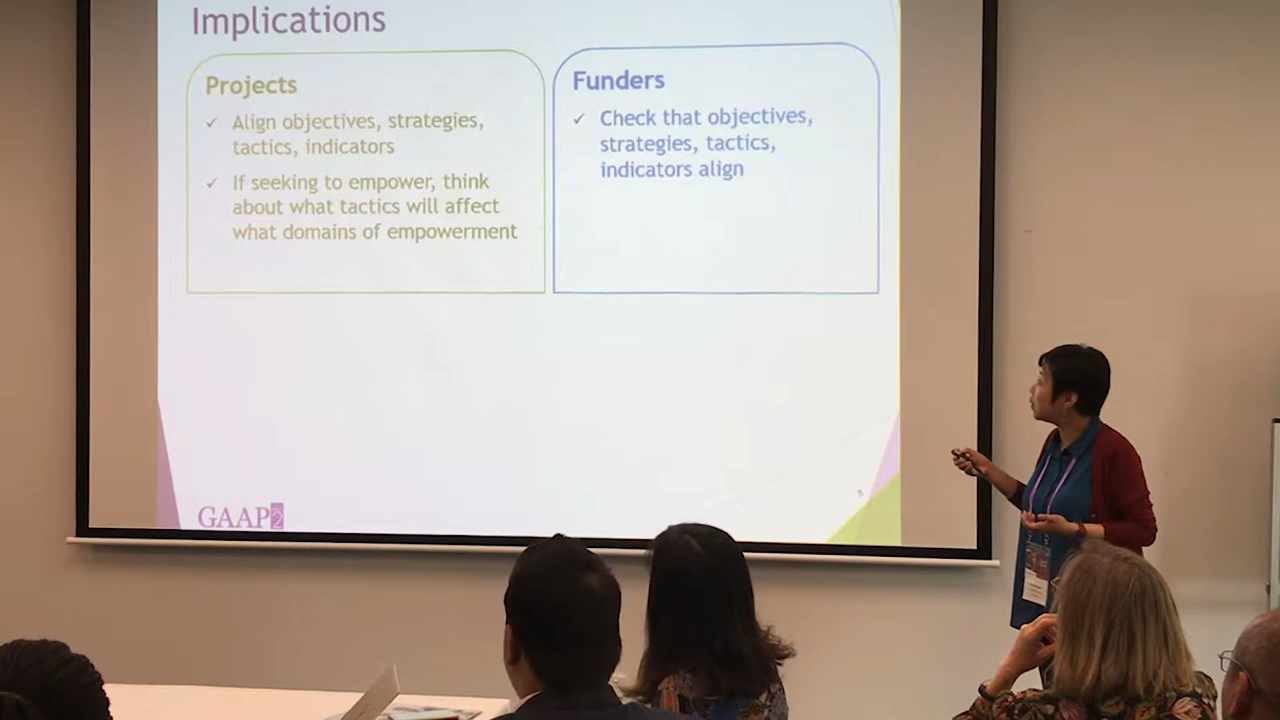 Implications
Projects
✓ Align objectives, strategies,
tactics, indicators
✓ If seeking to empower, think
about what tactics will affect
what domains of empowerment
Funders
✓ Check that objectives,
strategies, tactics,
indicators align
GAAP2